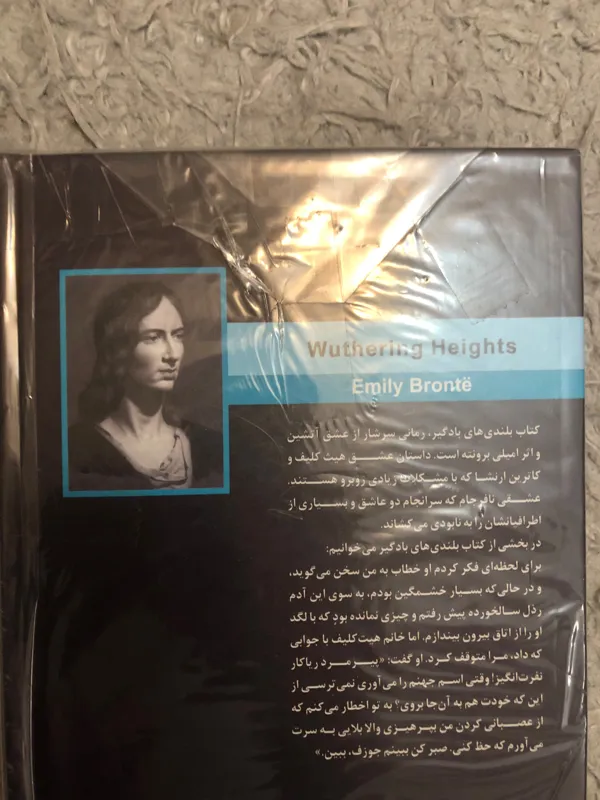 Wuthering Heights
Emily Brontë
کتاب بلندی‌های بادگیر، رمانی سرشار از عشق آتشین
و اثر امیلی برونته است. داستان عشق هیث کلیف و
کاترین ارنشا که با مشکلات زیادی روبرو هستند.
عشقی نافرجام که سرانجام دو عاشق و بسیاری از
اطرافیانشان را به نابودی می‌کشاند.
در بخشی از کتاب بلندی‌های بادگیر می‌خوانیم:
برای لحظه‌ای فکر کردم او خطاب به من سخن می‌گوید،
و در حالی‌که بسیار خشمگین بودم، به سوی این آدم
رذل سالخورده پیش رفتم و چیزی نمانده بود که با لگد
او را از اتاق بیرون بیندازم. اما خانم هیث‌کلیف با جوابی
که داد، مرا متوقف کرد. او گفت: «پیرمرد ریاکار
نفرت‌انگیز! وقتی اسم جهنم را می‌آوری نمی‌ترسی از
این که خودت هم به آن‌جا بروی؟ به تو اخطار می‌کنم که
از عصبانی کردن من بپرهیزی والا بلایی به سرت
می‌آورم که حظ کنی. صبر کن ببینم جوزف، ببین.»